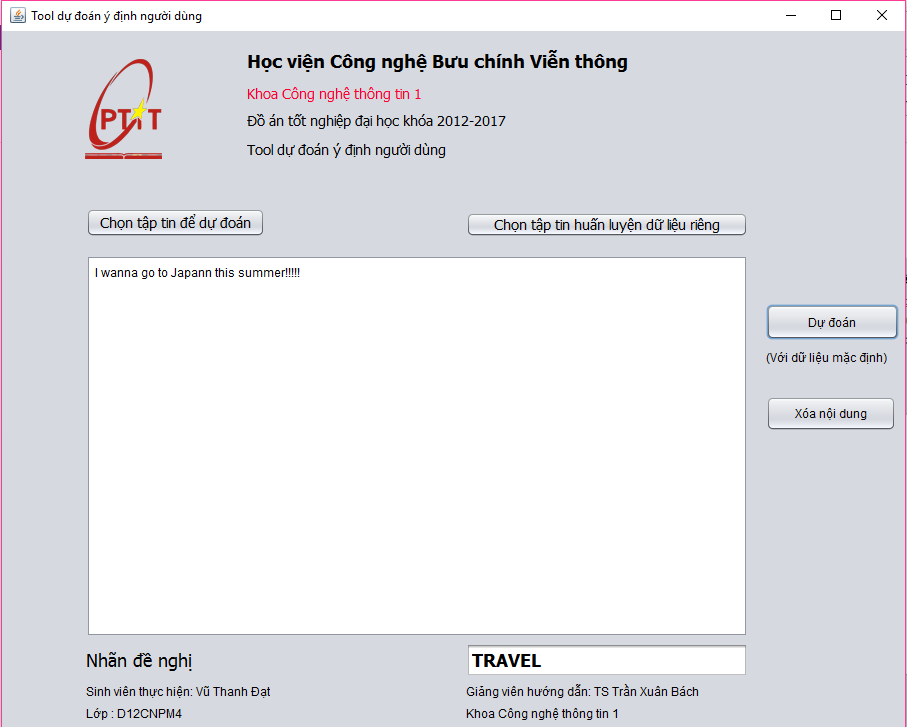 Tool dự đoán ý định người dùng
PTIT
Học viện Công nghệ Bưu chính Viễn thông
Khoa Công nghệ thông tin 1
Đồ án tốt nghiệp đại học khóa 2012-2017
Tool dự đoán ý định người dùng
Chọn tập tin để dự đoán
Chọn tập tin huấn luyện dữ liệu riêng
I wanna go to Japann this summer!!!!!
Dự đoán
(Với dữ liệu mặc định)
Xóa nội dung
Nhãn đề nghị
TRAVEL
Sinh viên thực hiện: Vũ Thanh Đạt
Giảng viên hướng dẫn: TS Trần Xuân Bách
Lớp : D12CNPM4
Khoa Công nghệ thông tin 1